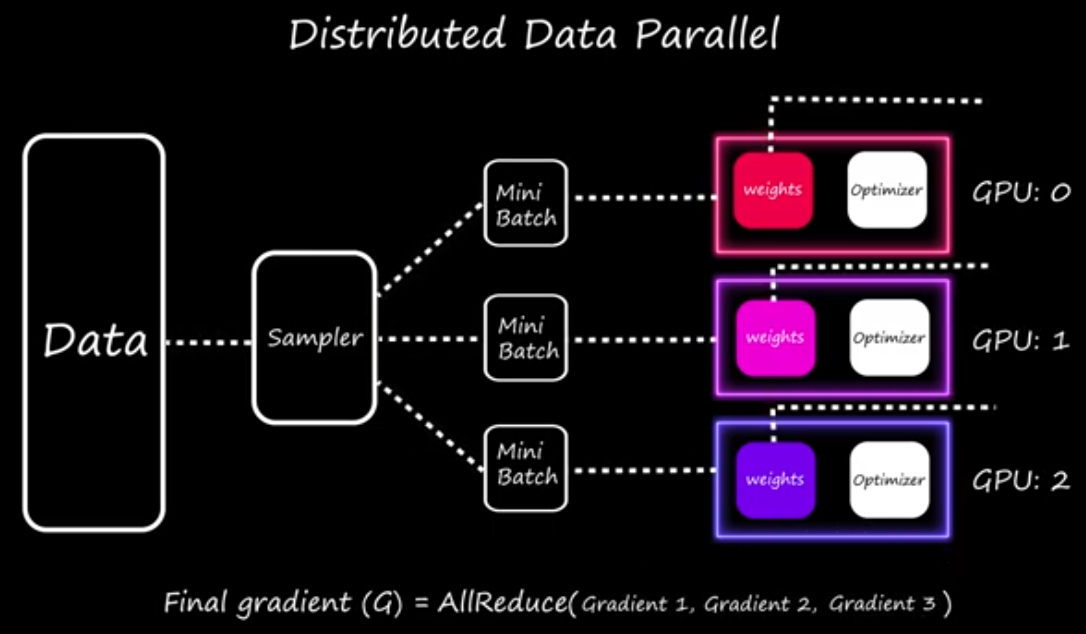 Distributed Data Parallel
Data
Sampler
Mini
Batch
weights
Optimizer
GPU: 0
Mini
Batch
weights
Optimizer
GPU: 1
Mini
Batch
weights
Optimizer
GPU: 2
Final gradient (G) = AllReduce( Gradient 1, Gradient 2, Gradient 3 )